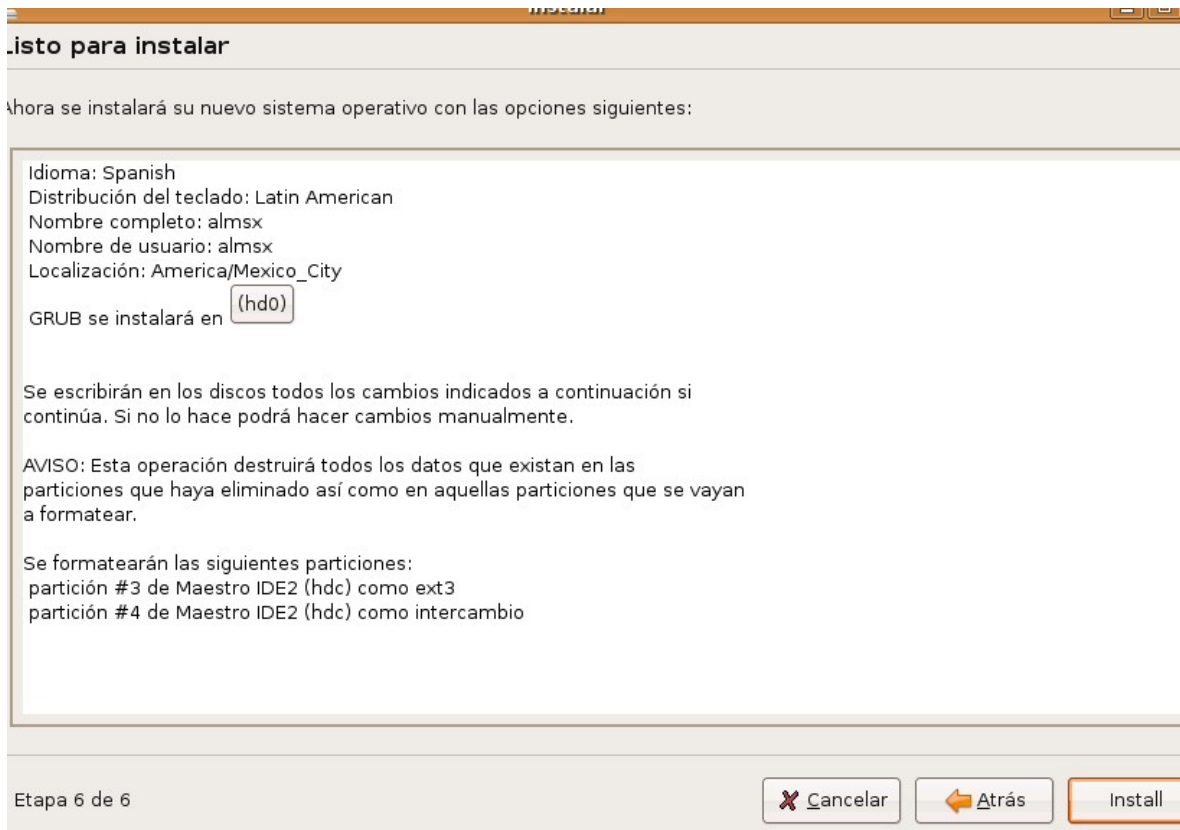 Instalar
Listo para instalar
Ahora se instalará su nuevo sistema operativo con las opciones siguientes:
Idioma: Spanish
Distribución del teclado: Latin American
Nombre completo: almsx
Nombre de usuario: almsx
Localización: America/Mexico_City
GRUB se instalará en (hd0)
Se escribirán en los discos todos los cambios indicados a continuación si
continúa. Si no lo hace podrá hacer cambios manualmente.
AVISO: Esta operación destruirá todos los datos que existan en las
particiones que haya eliminado así como en aquellas particiones que se vayan
a formatear.
Se formatearán las siguientes particiones:
partición #3 de Maestro IDE2 (hdc) como ext3
partición #4 de Maestro IDE2 (hdc) como intercambio
Etapa 6 de 6
Cancelar
Atrás
Install